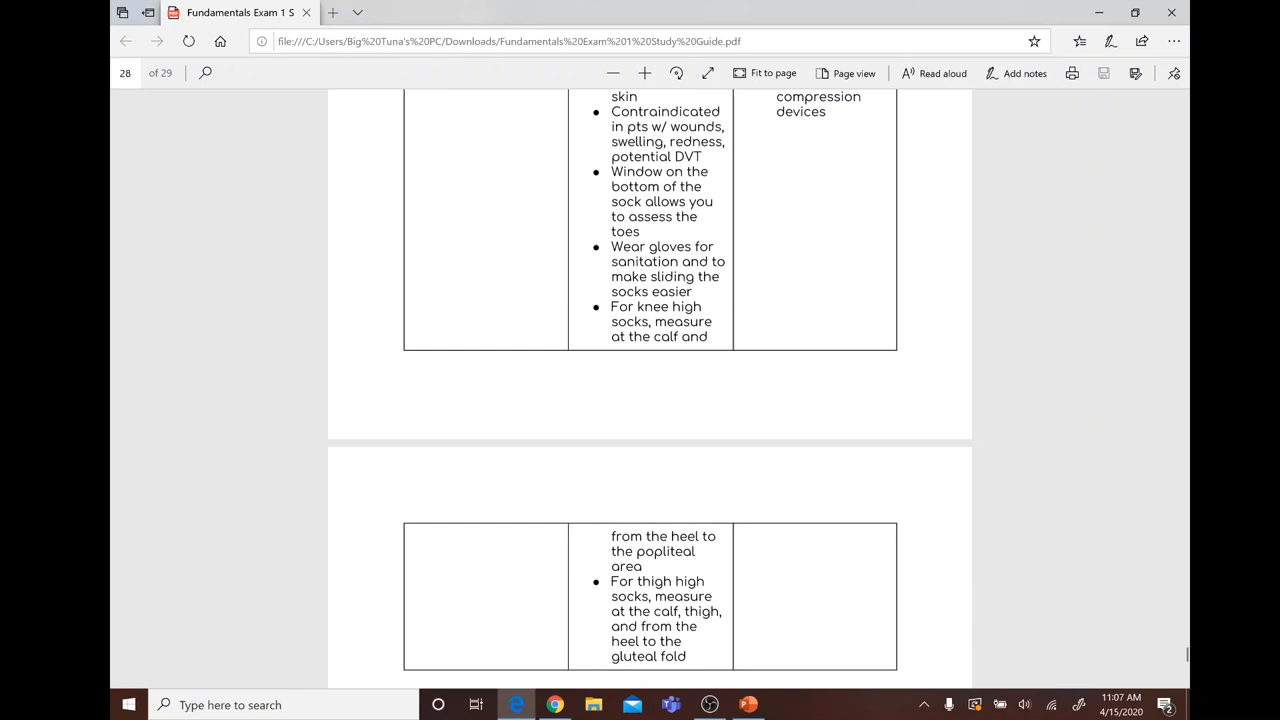 Fundamentals Exam 1 S
file:///C:/Users/Big%20Tuna's%20PC/Downloads/Fundamentals%20Exam%201%20Study%20Guide.pdf
28 of 29
Fit to page
Page view
Read aloud
Add notes
skin
● Contraindicated
in pts w/ wounds,
swelling, redness,
potential DVT
● Window on the
bottom of the
sock allows you
to assess the
toes
● Wear gloves for
sanitation and to
make sliding the
socks easier
● For knee high
socks, measure
at the calf and
compression
devices
from the heel to
the popliteal
area
● For thigh high
socks, measure
at the calf, thigh,
and from the
heel to the
gluteal fold
Type here to search
11:07 AM
4/15/2020
2